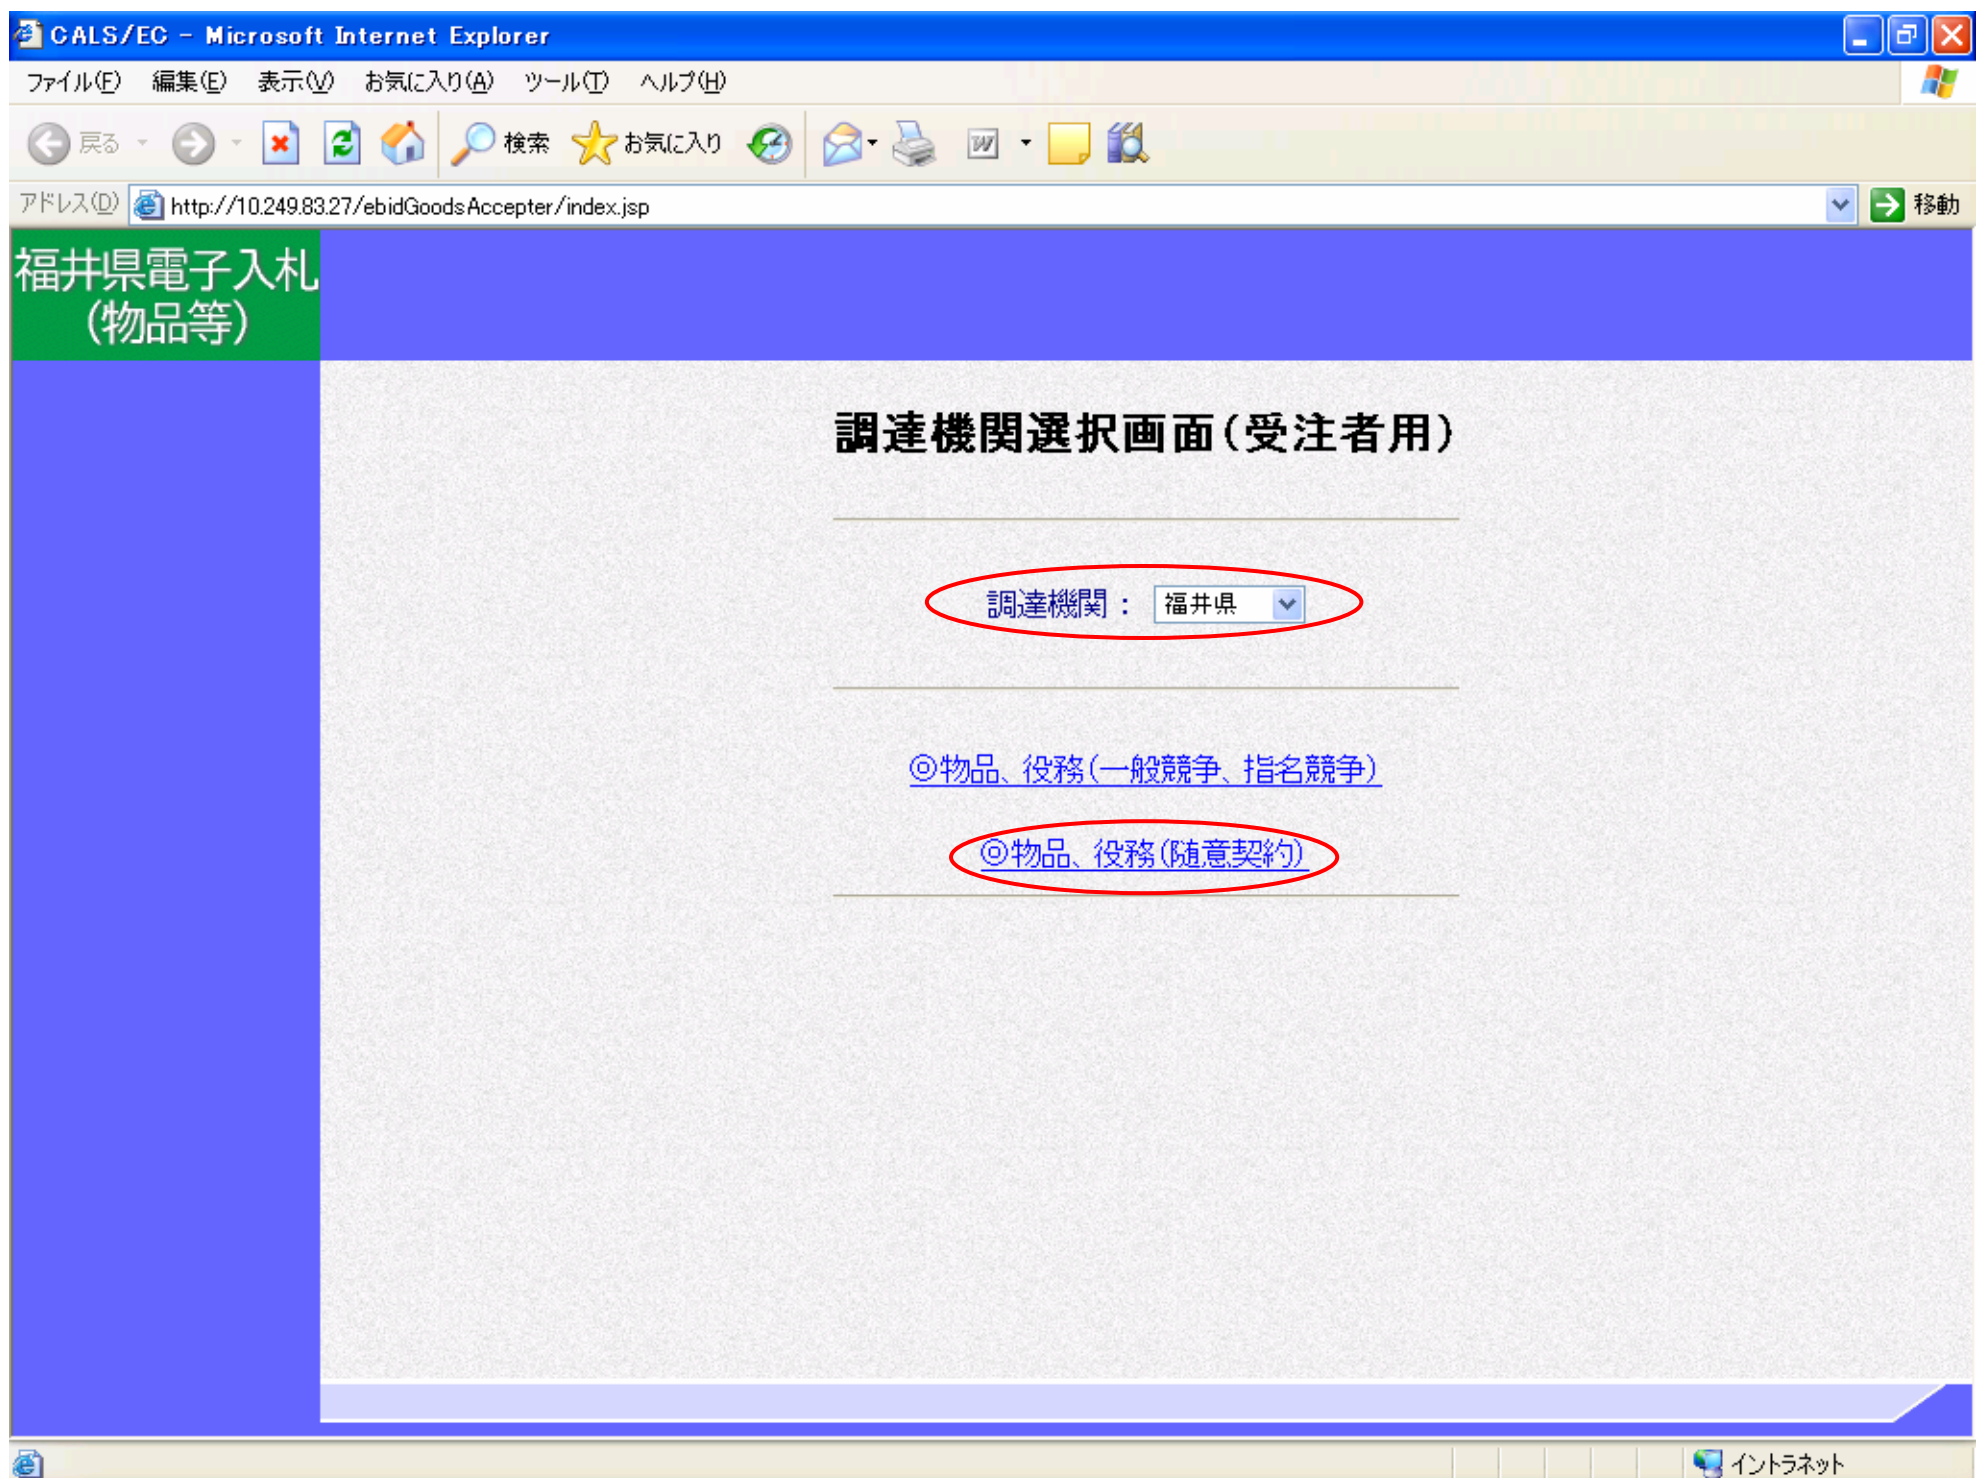 CALS/EC - Microsoft Internet Explorer
ファイル(F) 編集(E) 表示(V) お気に入り(A) ツール(T) ヘルプ(H)
戻る 検索 お気に入り
アドレス(D) http://10.249.83.27/ebidGoodsAccepter/index.jsp 移動
福井県電子入札
(物品等)
調達機関選択画面(受注者用)
調達機関： 福井県
◎物品、役務(一般競争、指名競争)
◎物品、役務(随意契約)
イントラネット